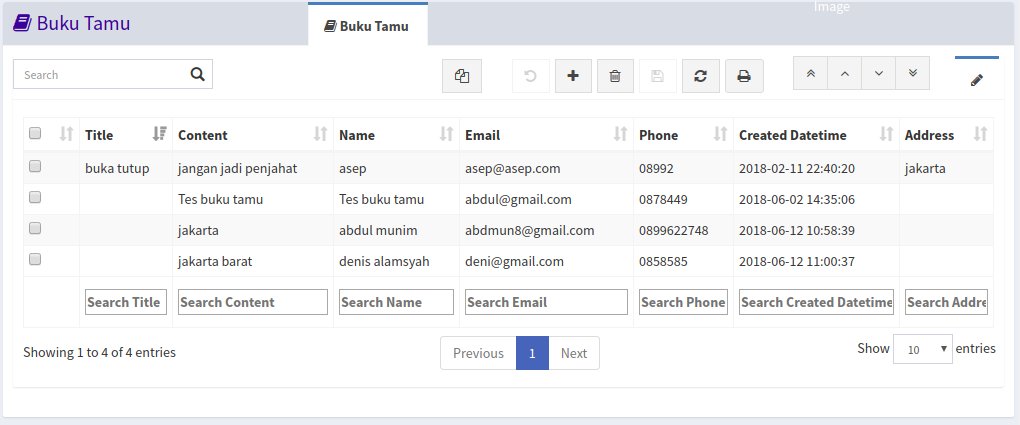 Image
Buku Tamu
Buku Tamu
Search
Title Content Name Email Phone Created Datetime Address
buka tutup jangan jadi penjahat asep asep@asep.com 08992 2018-02-11 22:40:20 jakarta
Tes buku tamu Tes buku tamu abdul@gmail.com 0878449 2018-06-02 14:35:06
jakarta abdul munim abdmun8@gmail.com 0899622748 2018-06-12 10:58:39
jakarta barat denis alamsyah deni@gmail.com 0858585 2018-06-12 11:00:37
Search Title Search Content Search Name Search Email Search Phone Search Created Datetime Search Addre
Showing 1 to 4 of 4 entries Previous 1 Next Show 10 entries